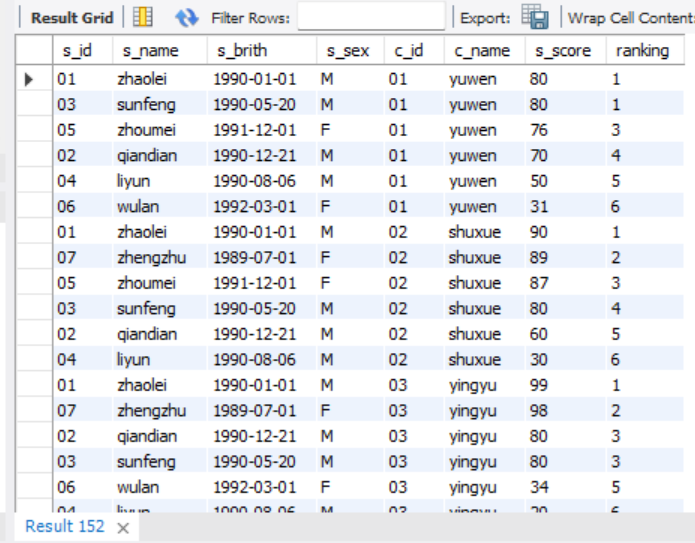 Result Grid Filter Rows: Export: Wrap Cell Content:
s_id s_name s_brith s_sex c_id c_name s_score ranking
01 zhaolei 1990-01-01 M 01 yuwen 80 1
03 sunfeng 1990-05-20 M 01 yuwen 80 1
05 zhoumei 1991-12-01 F 01 yuwen 76 3
02 qiandian 1990-12-21 M 01 yuwen 70 4
04 liyun 1990-08-06 M 01 yuwen 50 5
06 wulan 1992-03-01 F 01 yuwen 31 6
01 zhaolei 1990-01-01 M 02 shuxue 90 1
07 zhengzhu 1989-07-01 F 02 shuxue 89 2
05 zhoumei 1991-12-01 F 02 shuxue 87 3
03 sunfeng 1990-05-20 M 02 shuxue 80 4
02 qiandian 1990-12-21 M 02 shuxue 60 5
04 liyun 1990-08-06 M 02 shuxue 30 6
01 zhaolei 1990-01-01 M 03 yingyu 99 1
07 zhengzhu 1989-07-01 F 03 yingyu 98 2
02 qiandian 1990-12-21 M 03 yingyu 80 3
03 sunfeng 1990-05-20 M 03 yingyu 80 3
06 wulan 1992-03-01 F 03 yingyu 34 5
04 liyun 1990-08-06 M 03 yingyu 20 6
Result 152